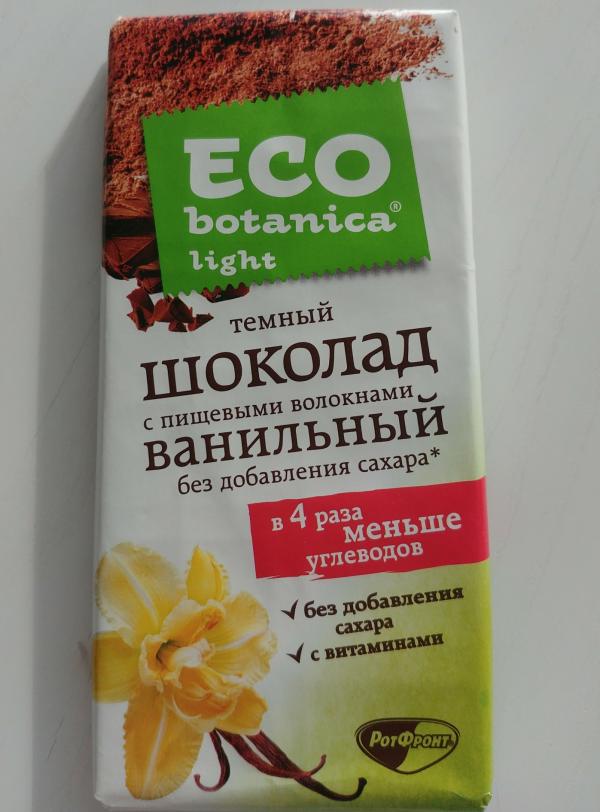 ECO
botanica®
light
темный
шоколад
с пищевыми волокнами
ванильный
без добавления сахара*
в 4 раза
меньше
углеводов
✓ без добавления
сахара
✓ с витаминами
РотФронт